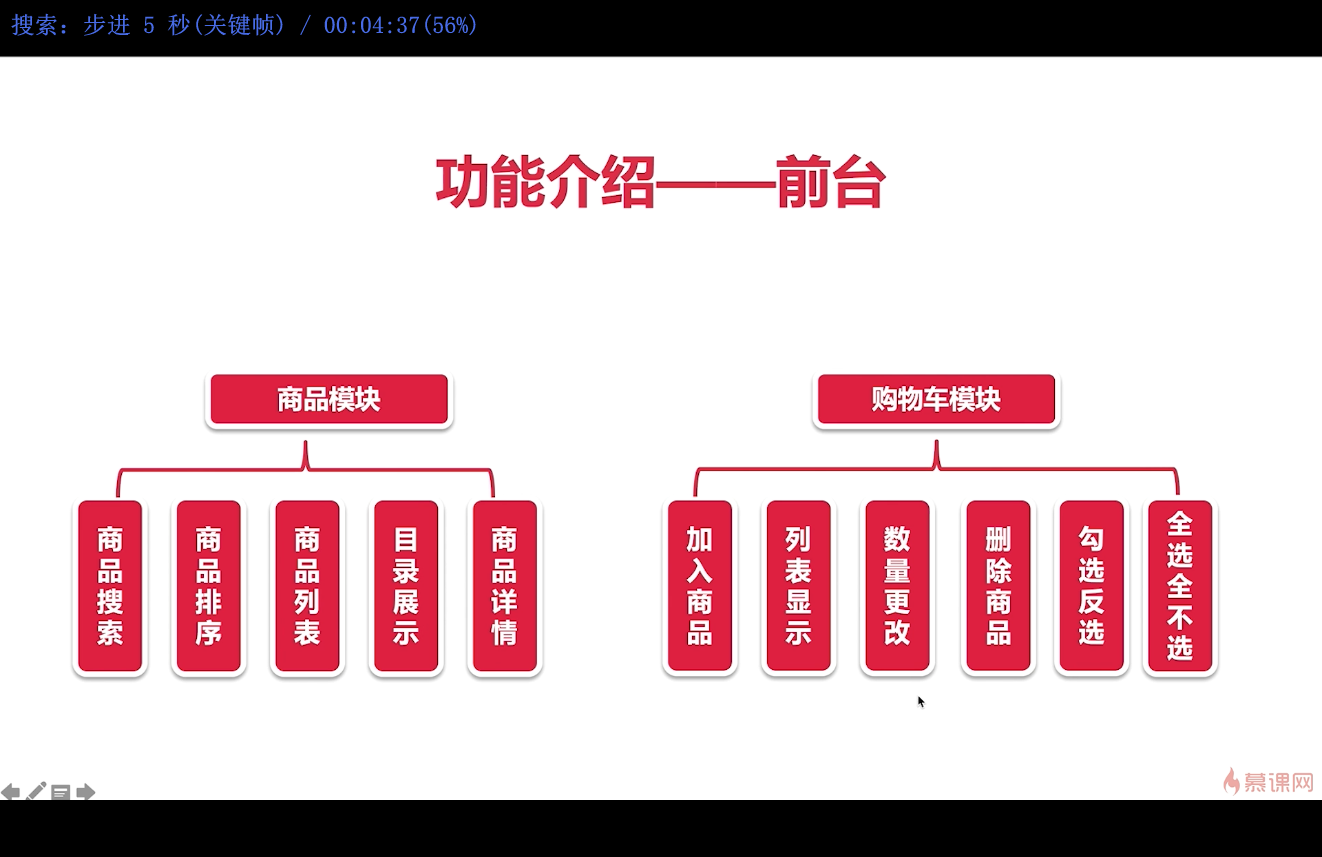 搜索: 步进 5 秒(关键帧) / 00:04:37(56%)
功能介绍——前台
商品模块
购物车模块
商品搜索
商品排序
商品列表
目录展示
商品详情
加入商品
列表显示
数量更改
删除商品
勾选反选
全选全不选
慕课网